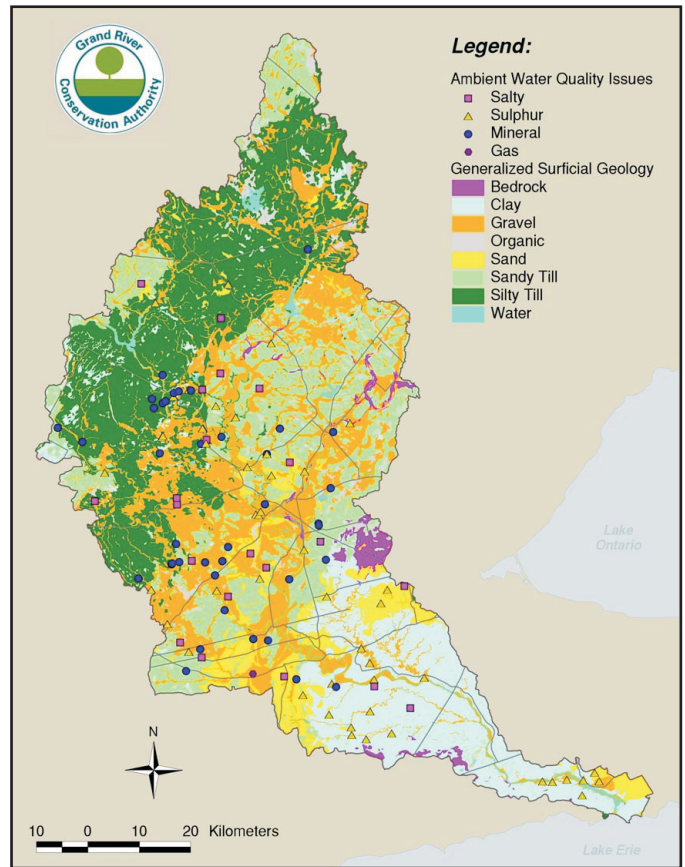 Grand River
Conservation Authority
Legend:
Ambient Water Quality Issues
Salty
Sulphur
Mineral
Gas
Generalized Surficial Geology
Bedrock
Clay
Gravel
Organic
Sand
Sandy Till
Silty Till
Water
Lake
Ontario
N
10 0 10 20 Kilometers
Lake Erie